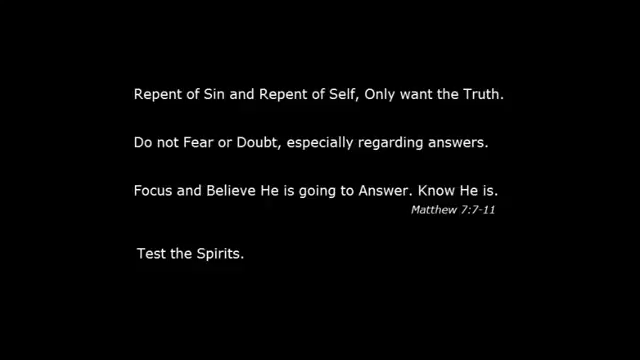 Repent of Sin and Repent of Self, Only want the Truth.
Do not Fear or Doubt, especially regarding answers.
Focus and Believe He is going to Answer. Know He is.
Matthew 7:7-11
Test the Spirits.